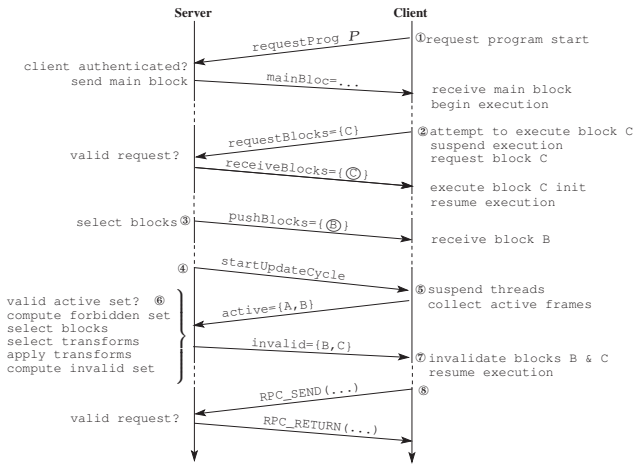 Server
Client
requestProg P
①request program start
client authenticated?
send main block
mainBloc=...
receive main block
begin execution
requestBlocks={C}
②attempt to execute block C
suspend execution
request block C
valid request?
receiveBlocks={Ⓒ}
execute block C init
resume execution
select blocks③
pushBlocks={Ⓑ}
receive block B
④
startUpdateCycle
⑤suspend threads
collect active frames
valid active set? ⑥
compute forbidden set
select blocks
select transforms
apply transforms
compute invalid set
active={A,B}
invalid={B,C}
⑦invalidate blocks B & C
resume execution
⑧
RPC_SEND(...)
valid request?
RPC_RETURN(...)